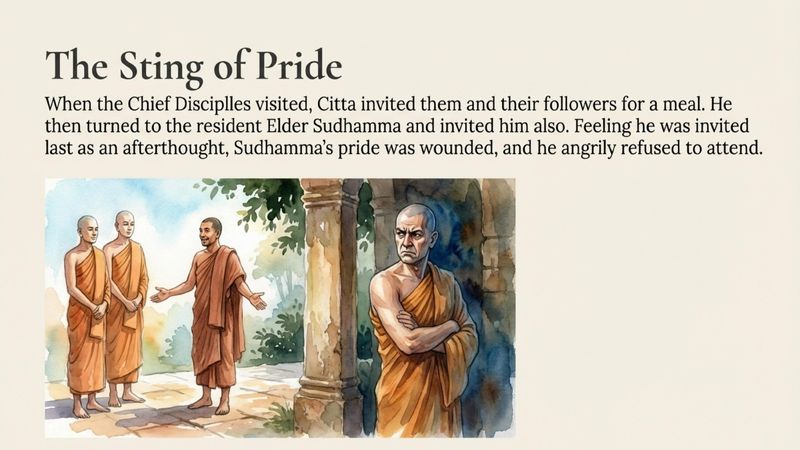 The Sting of Pride
When the Chief Disciplles visited, Citta invited them and their followers for a meal. He
then turned to the resident Elder Sudhamma and invited him also. Feeling he was invited
last as an afterthought, Sudhamma’s pride was wounded, and he angrily refused to attend.